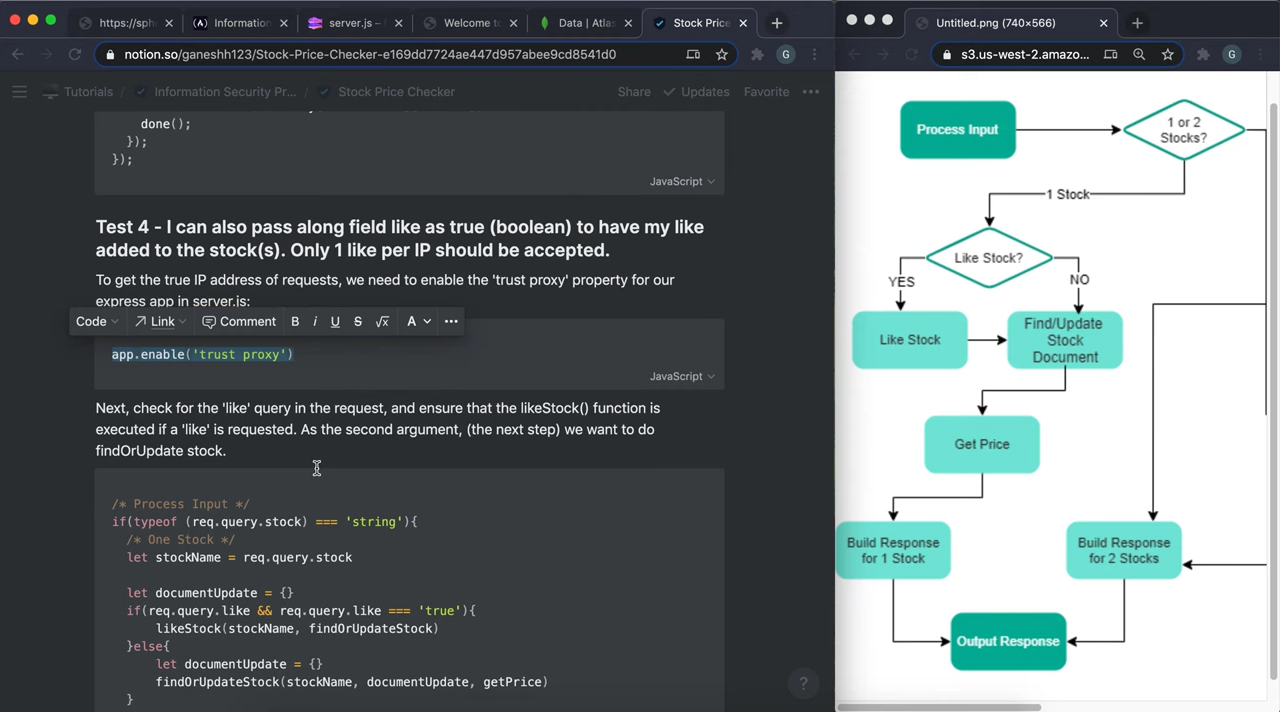 https://sph
Information
server.js –
Welcome to
Data | Atlas
Stock Price
notion.so/ganeshh123/Stock-Price-Checker-e169dd7724ae447d957abee9cd8541d0
G
Tutorials / Information Security Pr... / Stock Price Checker
Share Updates Favorite
done();
});
});
JavaScript
Test 4 - I can also pass along field like as true (boolean) to have my like
added to the stock(s). Only 1 like per IP should be accepted.
To get the true IP address of requests, we need to enable the 'trust proxy' property for our
express app in server.js:
Code Link Comment B i U S √x A
app.enable('trust proxy')
JavaScript
Next, check for the 'like' query in the request, and ensure that the likeStock() function is
executed if a 'like' is requested. As the second argument, (the next step) we want to do
findOrUpdate stock.
/* Process Input */
if(typeof (req.query.stock) === 'string'){
/* One Stock */
let stockName = req.query.stock
let documentUpdate = {}
if(req.query.like && req.query.like === 'true'){
likeStock(stockName, findOrUpdateStock)
}else{
let documentUpdate = {}
findOrUpdateStock(stockName, documentUpdate, getPrice)
}
?
Untitled.png (740×566)
s3.us-west-2.amazo...
G
Process Input
1 or 2
Stocks?
1 Stock
Like Stock?
YES
NO
Like Stock
Find/Update
Stock
Document
Get Price
Build Response
for 1 Stock
Build Response
for 2 Stocks
Output Response